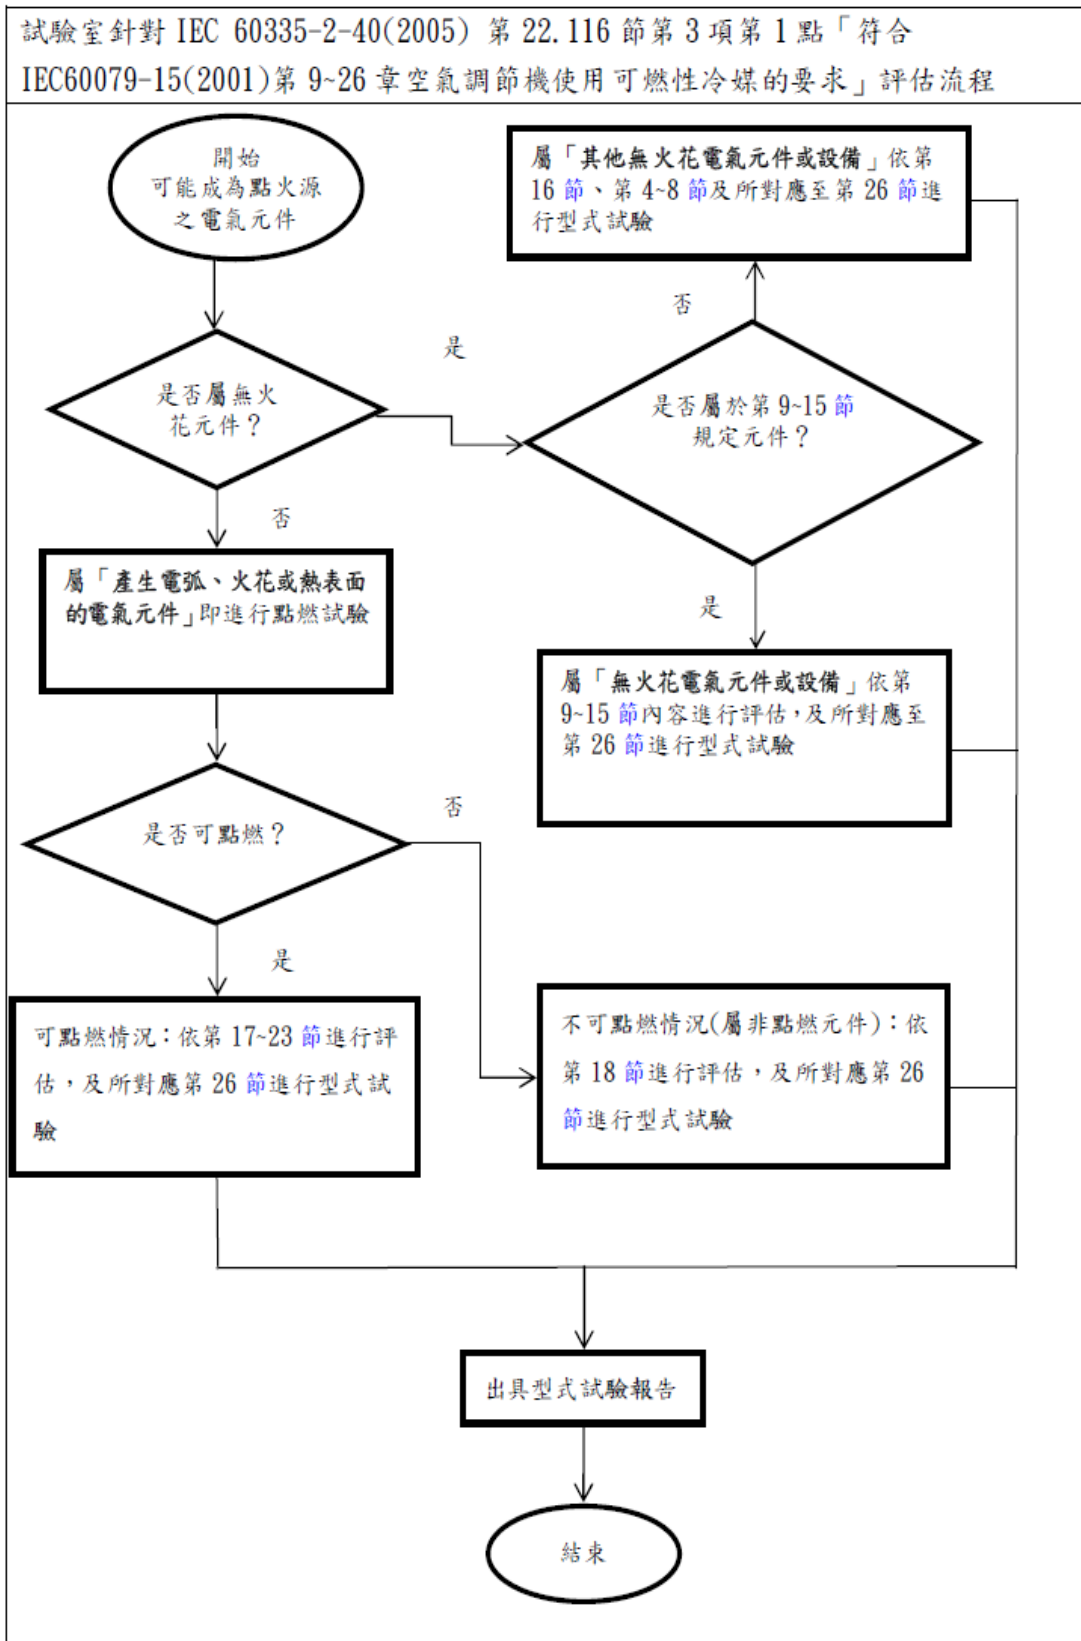 試驗室針對 IEC 60335-2-40(2005) 第 22.116 節第 3 項第 1 點「符合
IEC60079-15(2001)第 9~26 章空氣調節機使用可燃性冷媒的要求」評估流程
開始
可能成為點火源
之電氣元件
屬「其他無火花電氣元件或設備」依第
16 節、第 4~8 節及所對應至第 26 節進
行型式試驗
否
是
是否屬無火
花元件？
是否屬於第 9~15 節
規定元件？
否
屬「產生電弧、火花或熱表面
的電氣元件」即進行點燃試驗
是
屬「無火花電氣元件或設備」依第
9~15 節內容進行評估，及所對應至
第 26 節進行型式試驗
是否可點燃？
否
是
可點燃情況：依第 17~23 節進行評
估，及所對應第 26 節進行型式試
驗
不可點燃情況(屬非點燃元件)：依
第 18 節進行評估，及所對應第 26
節進行型式試驗
出具型式試驗報告
結束